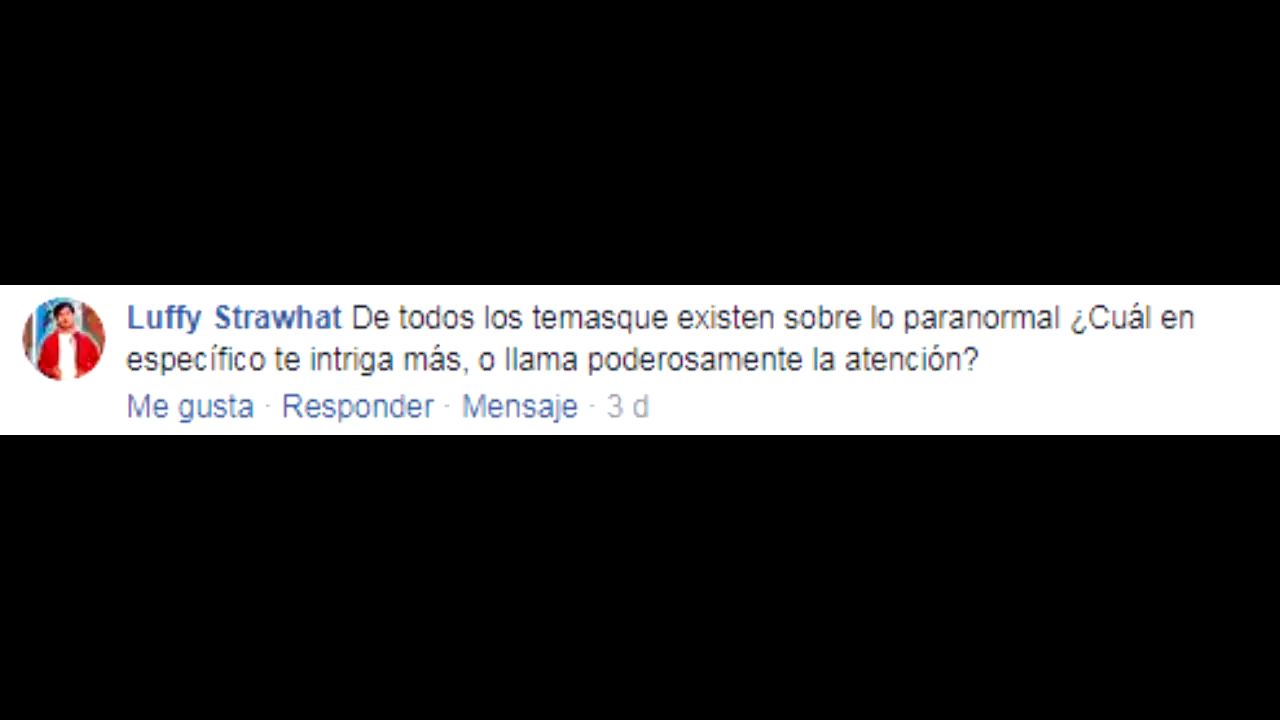 Luffy Strawhat De todos los temasque existen sobre lo paranormal ¿Cuál en
específico te intriga más, o llama poderosamente la atención?
Me gusta · Responder · Mensaje · 3 d